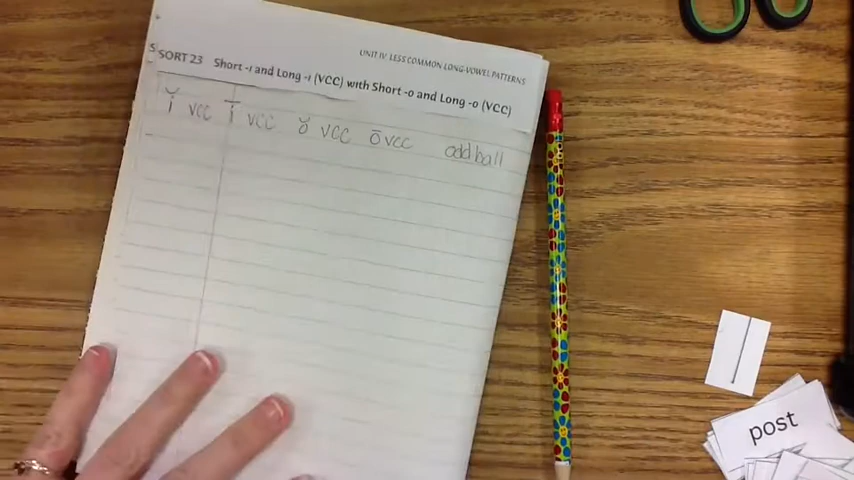 UNIT IV LESS COMMON LONG-VOWEL PATTERNS
SORT 23 Short -ı and Long -ı (VCC) with Short -o and Long -o (VCC)
ĭ VCC ī VCC ŏ VCC ō VCC oddball
post